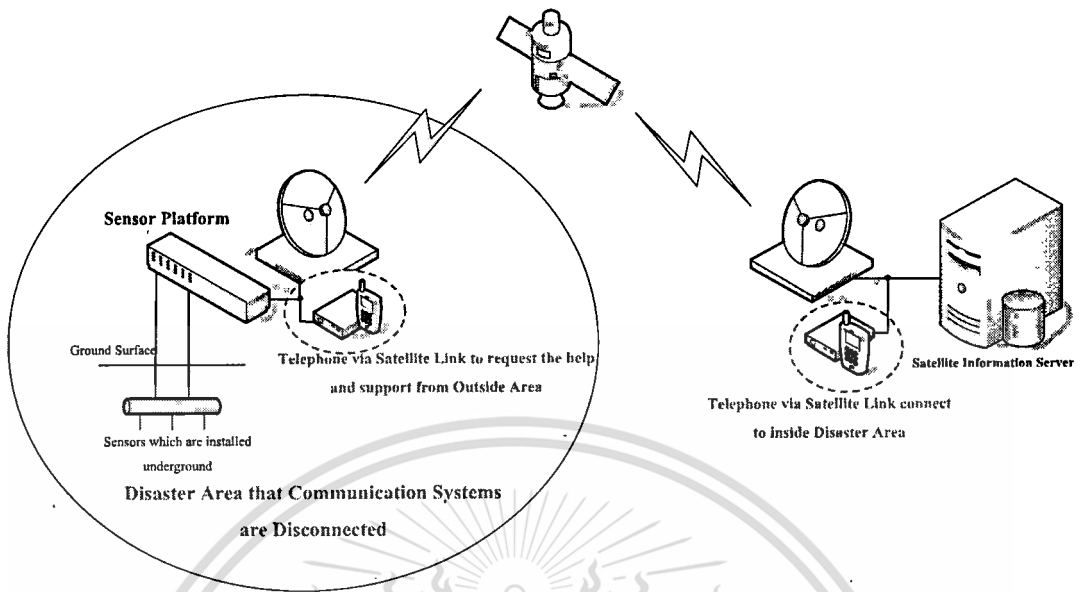 Sensor Platform
Ground Surface
Telephone via Satellite Link to request the help
and support from Outside Area
Sensors which are installed
underground
Disaster Area that Communication Systems
are Disconnected
Satellite Information Server
Telephone via Satellite Link connect
to inside Disaster Area